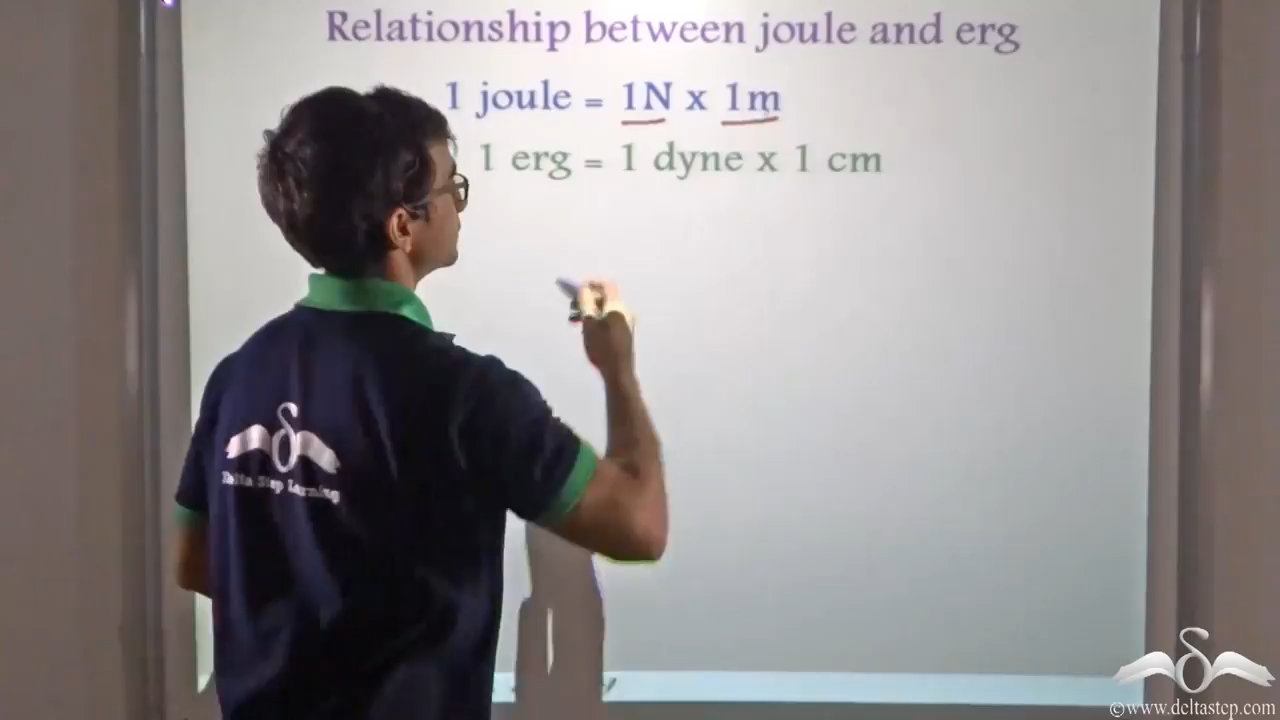 Relationship between joule and erg
1 joule = 1N x 1m
1 erg = 1 dyne x 1 cm
Delta Step Learning
©www.deltastep.com